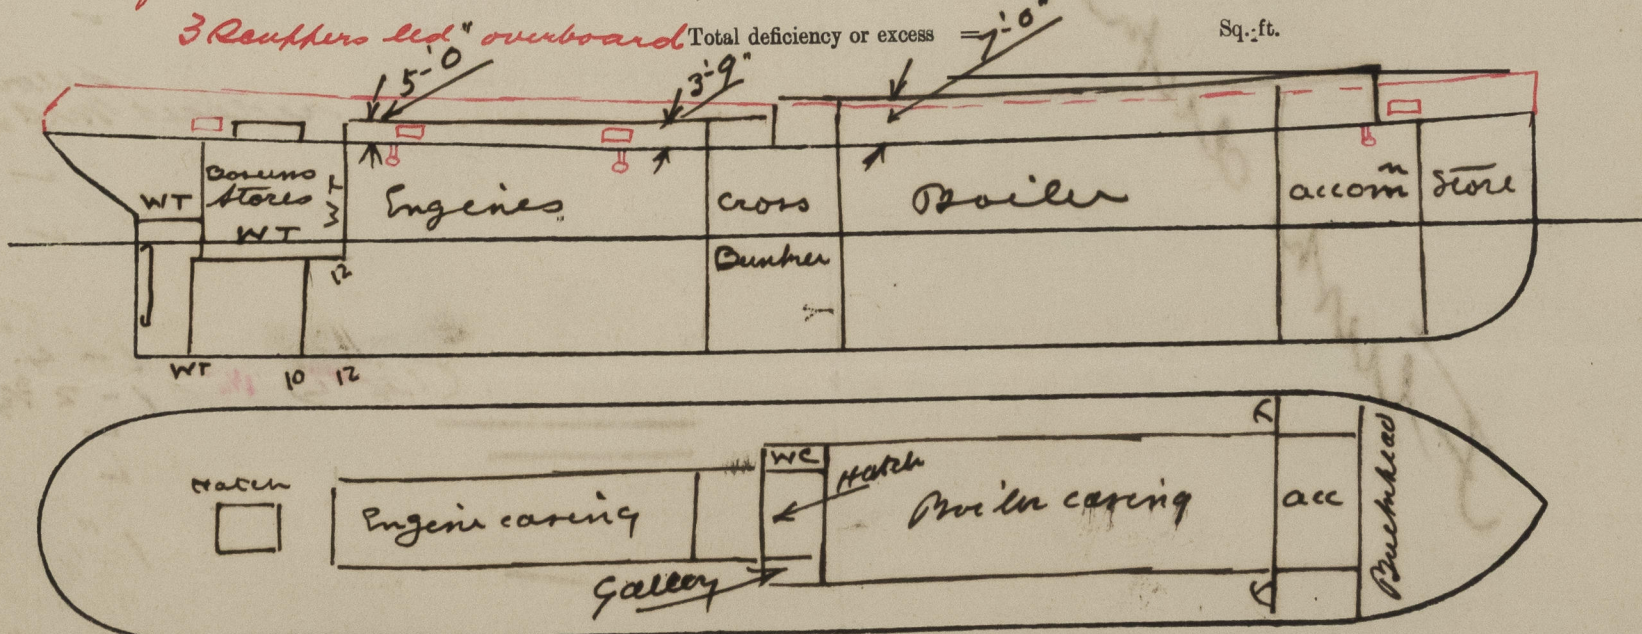 3 Scuppers led" overboard Total deficiency or excess = 7'-0" Sq.-ft.
5'-0
3'-9"
WT
Stores
WT
WT
Engines
Cross
Bunker
Boiler
accomn
Store
12
WT
10
12
Hatch
Engine casing
WC
Hatch
Galley
Boiler casing
acc
Bulkhead